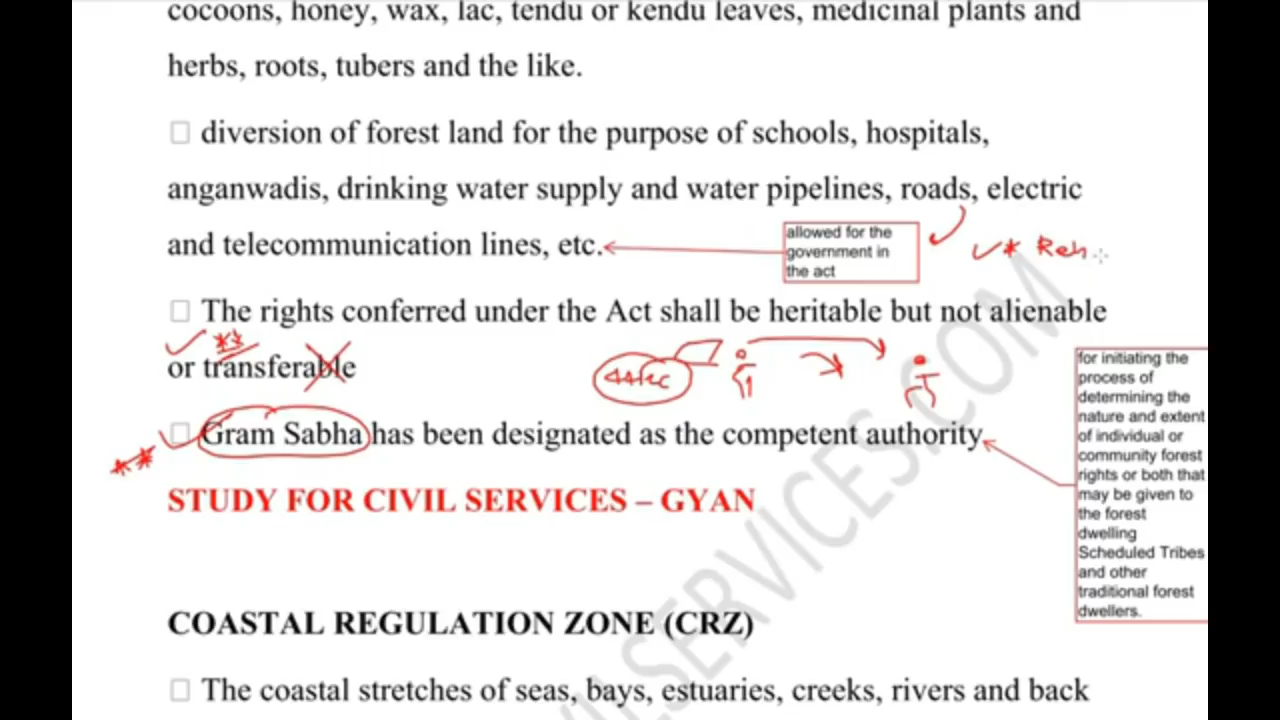 cocoons, honey, wax, lac, tendu or kendu leaves, medicinal plants and
herbs, roots, tubers and the like.
diversion of forest land for the purpose of schools, hospitals,
anganwadis, drinking water supply and water pipelines, roads, electric
and telecommunication lines, etc.
allowed for the
government in
the act
Reh
The rights conferred under the Act shall be heritable but not alienable
or transferable
Gram Sabha has been designated as the competent authority
for initiating the
process of
determining the
nature and extent
of individual or
community forest
rights or both that
may be given to
the forest
dwelling
Scheduled Tribes
and other
traditional forest
dwellers.
STUDY FOR CIVIL SERVICES – GYAN
COASTAL REGULATION ZONE (CRZ)
The coastal stretches of seas, bays, estuaries, creeks, rivers and back
VILSERVICES.COM